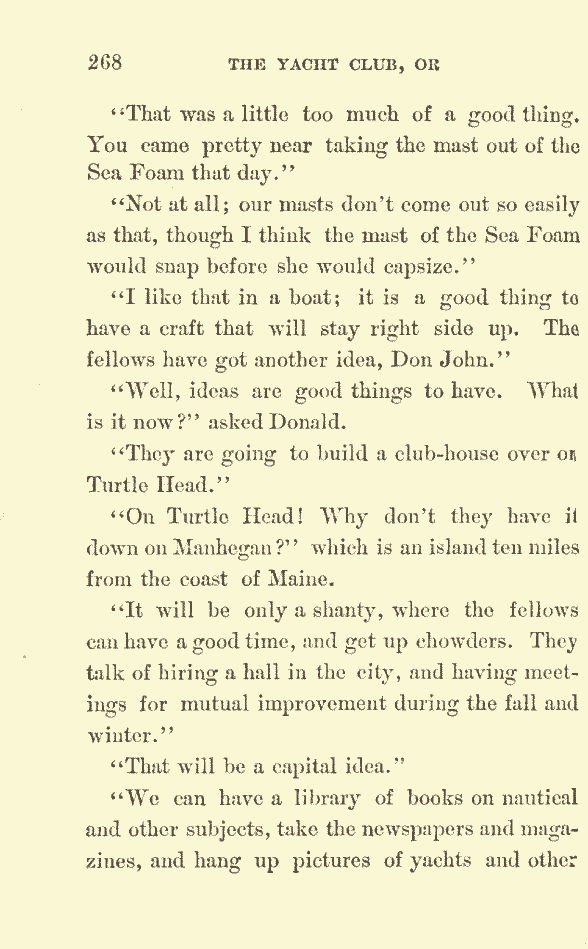 268 THE YACHT CLUB, OR
"That was a little too much of a good thing.
You came pretty near taking the mast out of the
Sea Foam that day."
"Not at all; our masts don't come out so easily
as that, though I think the mast of the Sea Foam
would snap before she would capsize."
"I like that in a boat; it is a good thing to
have a craft that will stay right side up. The
fellows have got another idea, Don John."
"Well, ideas are good things to have. What
is it now?" asked Donald.
"They are going to build a club-house over on
Turtle Head."
"On Turtle Head! Why don't they have it
down on Manhegan?" which is an island ten miles
from the coast of Maine.
"It will be only a shanty, where the fellows
can have a good time, and get up chowders. They
talk of hiring a hall in the city, and having meet-
ings for mutual improvement during the fall and
winter."
"That will be a capital idea."
"We can have a library of books on nautical
and other subjects, take the newspapers and maga-
zines, and hang up pictures of yachts and other